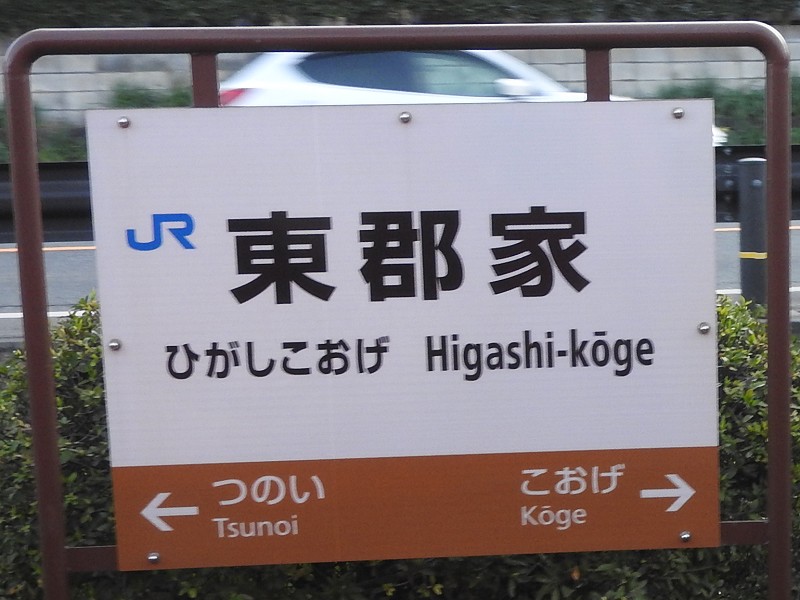 JR 東郡家
ひがしこおげ Higashi-kōge
← つのい こおげ →
Tsunoi Kōge